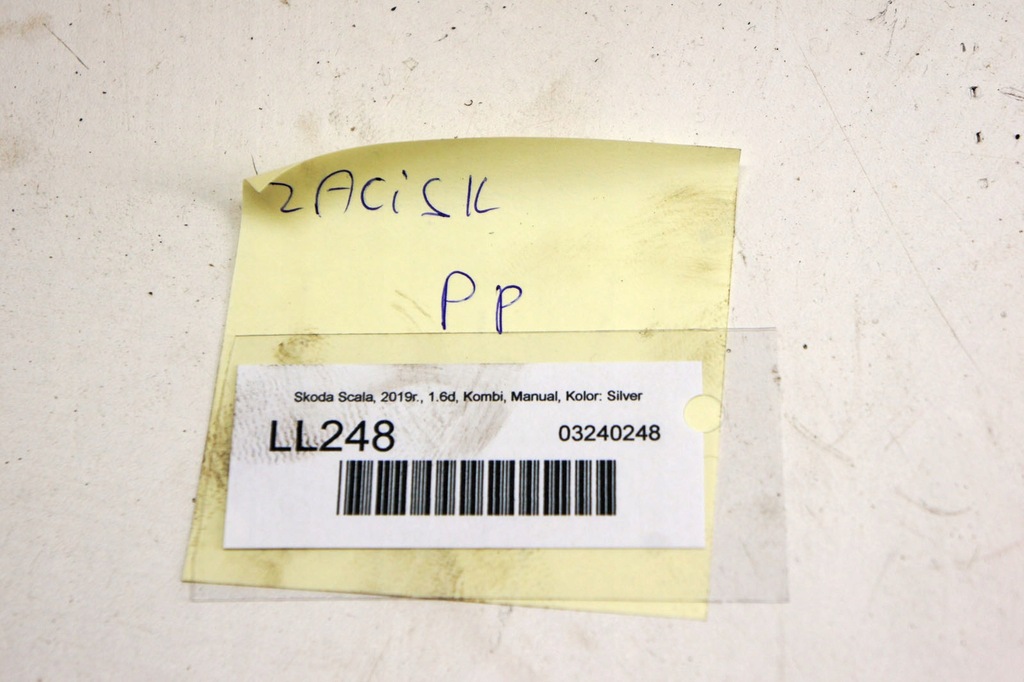 ZACiSK
Pp
Skoda Scala, 2019r., 1.6d, Kombi, Manual, Kolor: Silver
LL248
03240248